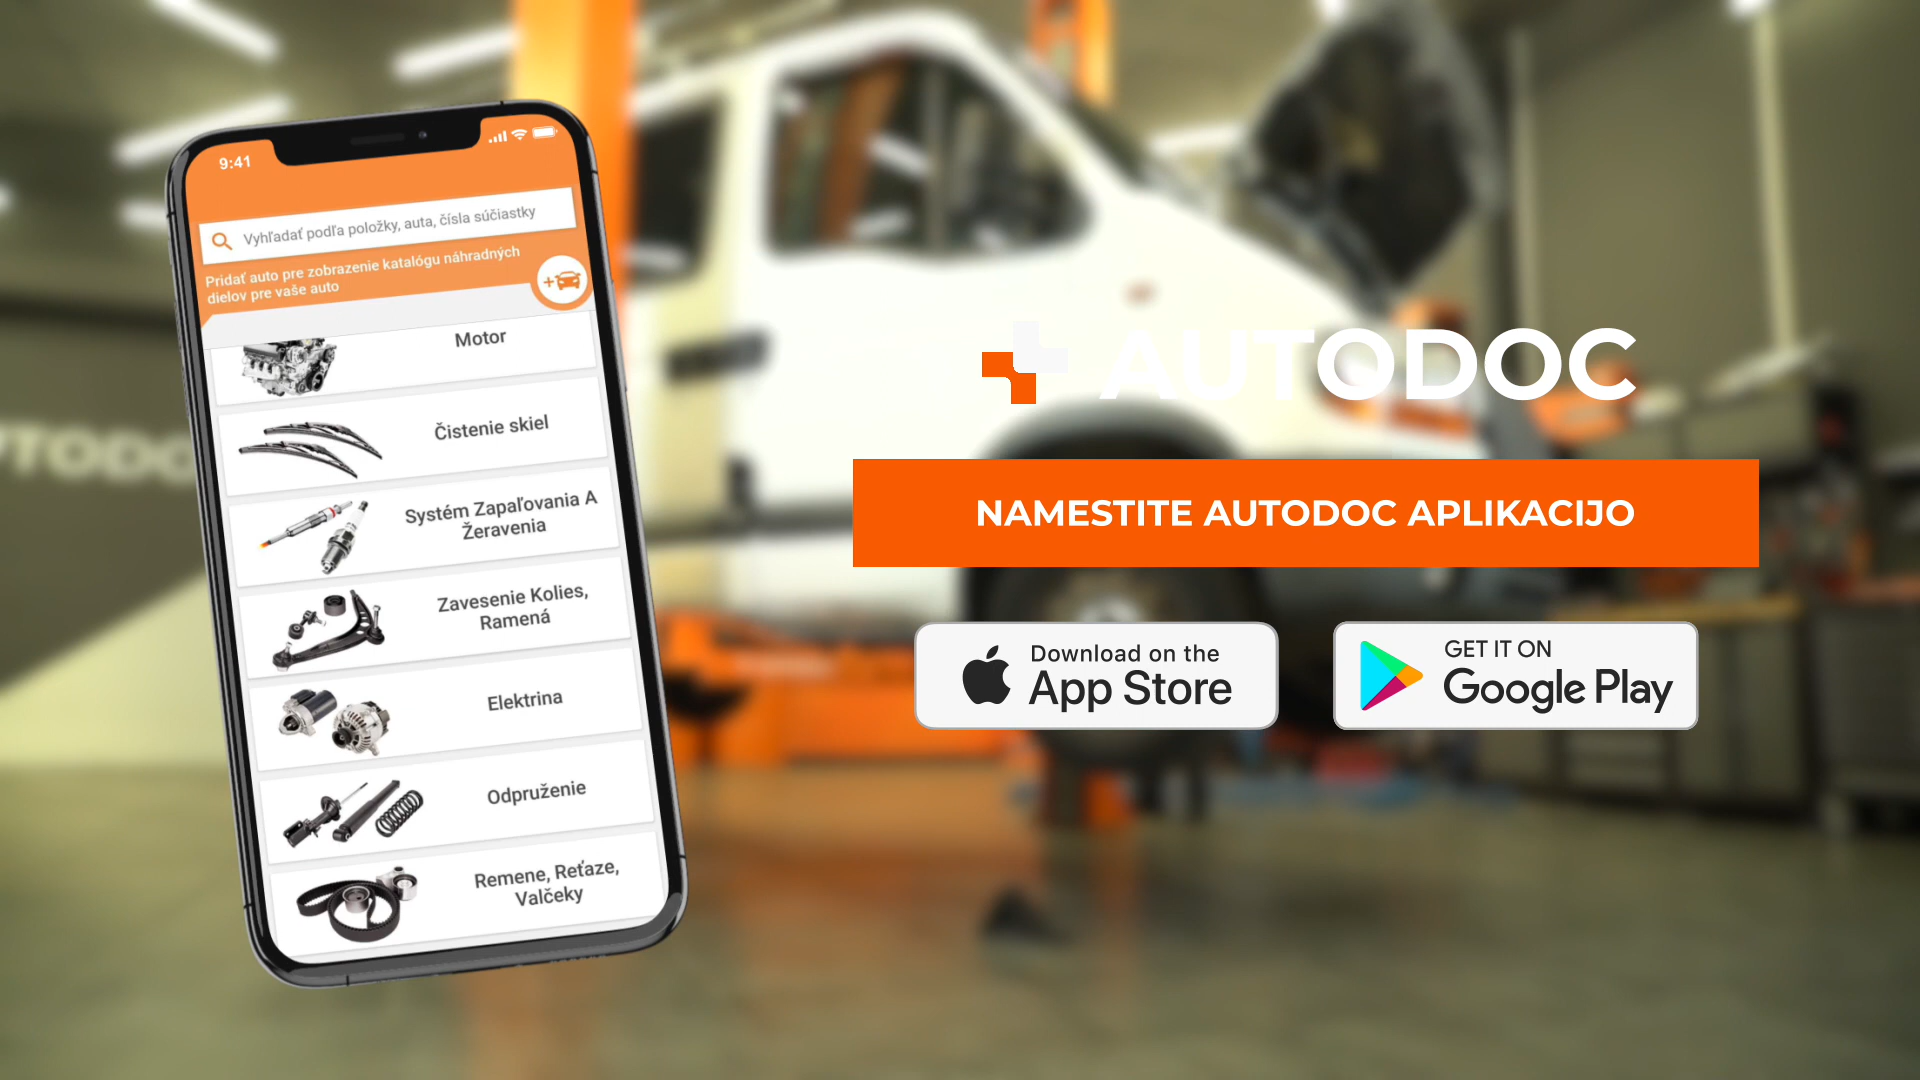 9:41
Vyhľadať podľa položky, auta, čísla súčiastky
Pridať auto pre zobrazenie katalógu náhradných
dielov pre vaše auto
Motor
Čistenie skiel
Systém Zapaľovania A
Žeravenia
Zavesenie Kolies,
Ramená
Elektrina
Odpruženie
Remene, Reťaze,
Valčeky
AUTODOC
NAMESTITE AUTODOC APLIKACIJO
Download on the
App Store
GET IT ON
Google Play
UTODOC